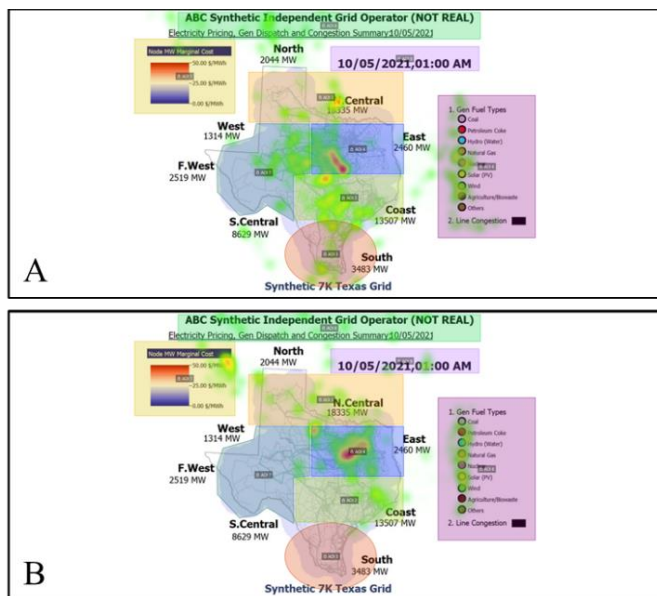 ABC Synthetic Independent Grid Operator (NOT REAL)
Electricity Pricing, Gen Dispatch and Congestion Summary10/05/2021
Node MW Marginal Cost
50.00 $/MWh
25.00 $/MWh
0.00 $/MWh
10/05/2021,01:00 AM
North
2044 MW
Central
18335 MW
West
1314 MW
East
2460 MW
F.West
2519 MW
S.Central
8629 MW
Coast
13507 MW
South
3483 MW
Synthetic 7K Texas Grid
1. Gen Fuel Types
Coal
Petroleum Coke
Hydro (Water)
Natural Gas
Solar (PV)
Wind
Agriculture/Biowaste
Others
2. Line Congestion
A
ABC Synthetic Independent Grid Operator (NOT REAL)
Electricity Pricing, Gen Dispatch and Congestion Summary10/05/2021
Node MW Marginal Cost
50.00 $/MWh
25.00 $/MWh
0.00 $/MWh
10/05/2021,01:00 AM
North
2044 MW
N.Central
18335 MW
West
1314 MW
East
2460 MW
F.West
2519 MW
S.Central
8629 MW
Coast
13507 MW
South
3483 MW
Synthetic 7K Texas Grid
1. Gen Fuel Types
Coal
Petroleum Coke
Hydro (Water)
Natural Gas
Solar (PV)
Wind
Agriculture/Biowaste
Others
2. Line Congestion
B